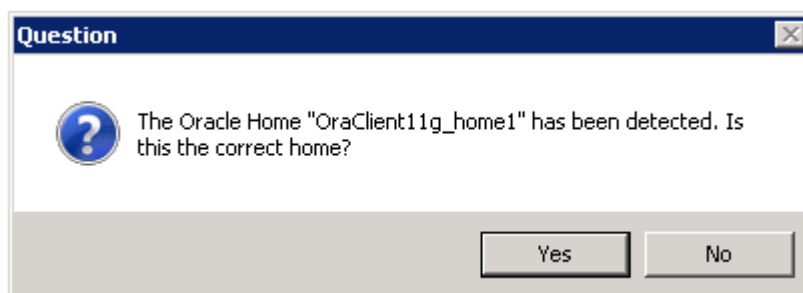 Question
The Oracle Home "OraClient11g_home1" has been detected. Is
this the correct home?
Yes
No